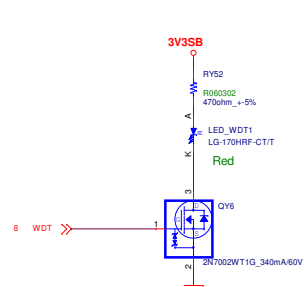 3V3SB
RY52
R060302
470ohm_+-5%
A
LED_WDT1
LG-170HRF-CT/T
K
Red
3
QY6
D
G
S
8 WDT
1
2N7002WT1G_340mA/60V
2